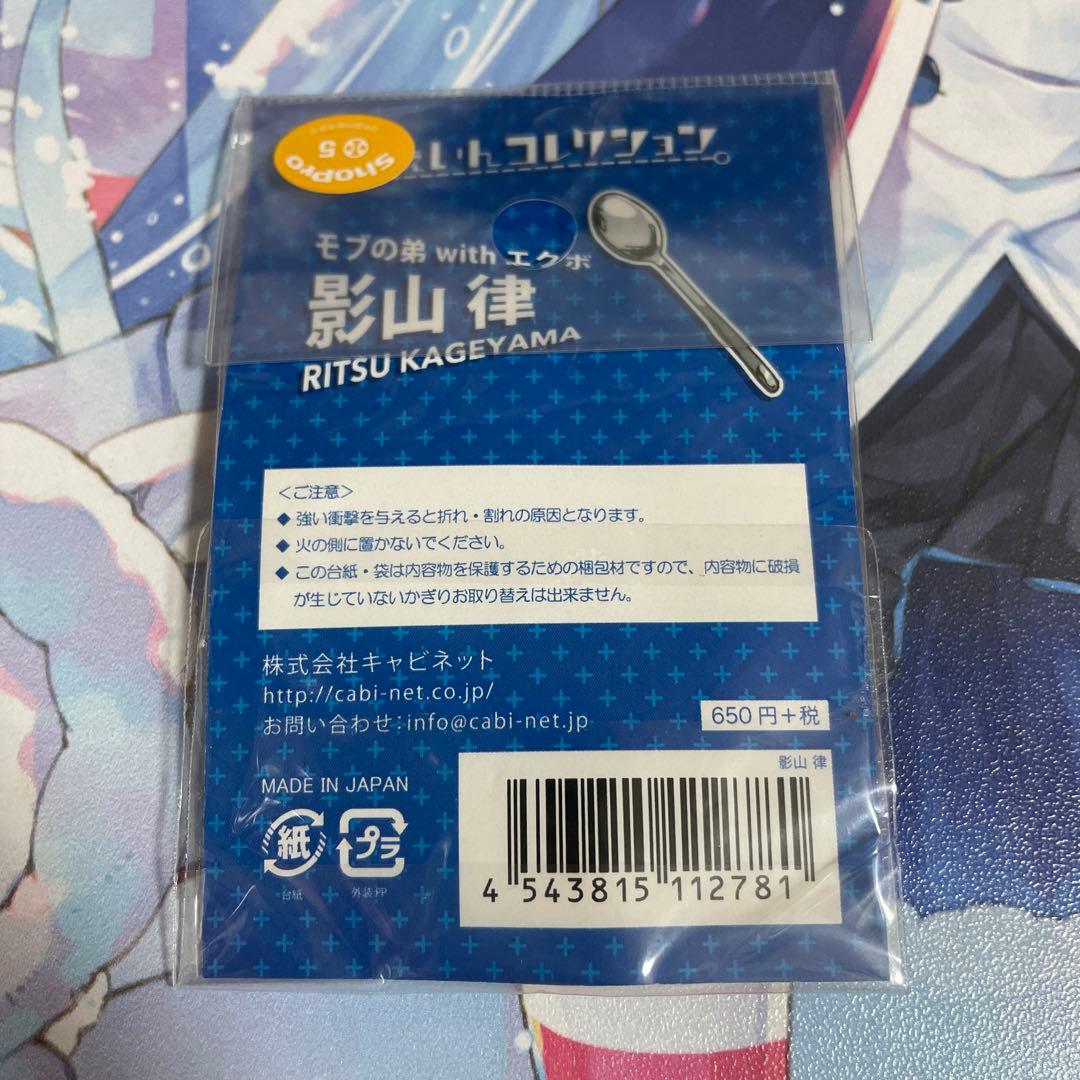 shopyo
5
いんコレクション。
モブの弟 with エクボ
影山 律
RITSU KAGEYAMA
＜ご注意＞
◆ 強い衝撃を与えると折れ・割れの原因となります。
◆ 火の側に置かないでください。
◆ この台紙・袋は内容物を保護するための梱包材ですので、内容物に破損
が生じていないかぎりお取り替えは出来ません。
株式会社キャビネット
http://cabi-net.co.jp/
お問い合わせ:info@cabi-net.jp
650円+税
影山 律
MADE IN JAPAN
紙
プラ
台紙
外装:PP
4 543815 112781